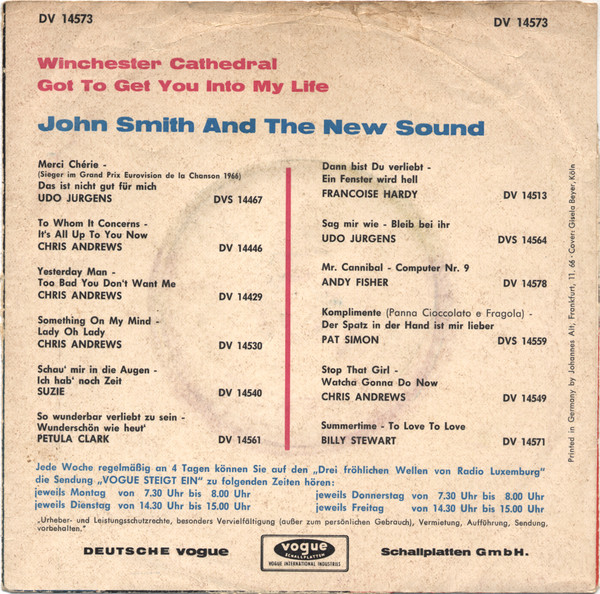 DV 14573
DV 14573
Winchester Cathedral
Got To Get You Into My Life
John Smith And The New Sound
Merci Chérie -
(Sieger im Grand Prix Eurovision de la Chanson 1966)
Das ist nicht gut für mich
UDO JURGENS DVS 14467
To Whom It Concerns -
It's All Up To You Now
CHRIS ANDREWS DV 14446
Yesterday Man -
Too Bad You Don't Want Me
CHRIS ANDREWS DV 14429
Something On My Mind -
Lady Oh Lady
CHRIS ANDREWS DV 14530
Schau' mir in die Augen -
Ich hab' noch Zeit
SUZIE DV 14540
So wunderbar verliebt zu sein -
Wunderschön wie heut'
PETULA CLARK DV 14561
Dann bist Du verliebt -
Ein Fenster wird hell
FRANCOISE HARDY DV 14513
Sag mir wie - Bleib bei ihr
UDO JURGENS DVS 14564
Mr. Cannibal - Computer Nr. 9
ANDY FISHER DV 14578
Komplimente (Panna Cioccolato e Fragola) -
Der Spatz in der Hand ist mir lieber
PAT SIMON DVS 14559
Stop That Girl -
Watcha Gonna Do Now
CHRIS ANDREWS DV 14549
Summertime - To Love To Love
BILLY STEWART DV 14571
Printed in Germany by Johannes Alt, Frankfurt, 11. 66 · Cover: Gisela Beyer, Köln
Jede Woche regelmäßig an 4 Tagen können Sie auf den „Drei fröhlichen Wellen von Radio Luxemburg"
die Sendung „VOGUE STEIGT EIN" zu folgenden Zeiten hören:
jeweils Montag von 7.30 Uhr bis 8.00 Uhr jeweils Donnerstag von 7.30 Uhr bis 8.00 Uhr
jeweils Dienstag von 14.30 Uhr bis 15.00 Uhr jeweils Freitag von 14.30 Uhr bis 15.00 Uhr
„Urheber- und Leistungsschutzrechte, besonders Vervielfältigung (außer zum persönlichen Gebrauch), Vermietung, Aufführung, Sendung,
vorbehalten."
DEUTSCHE vogue vogue Schallplatten GmbH.
SCHALLPLATTEN
VOGUE INTERNATIONAL INDUSTRIES